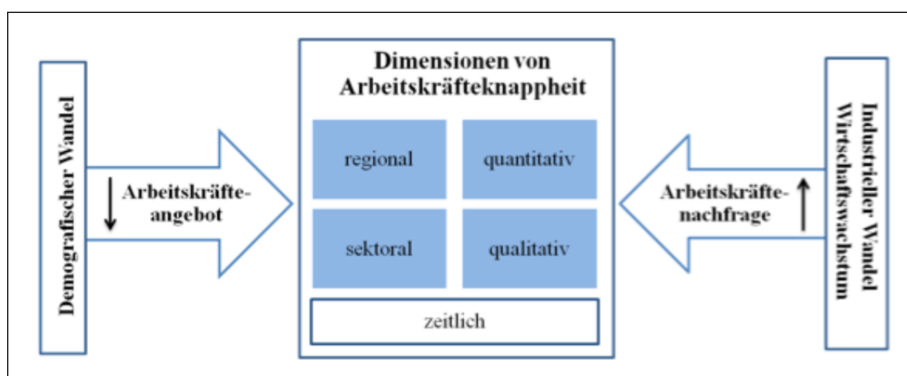 Demografischer Wandel
Arbeitskräfte-
angebot
Dimensionen von
Arbeitskräfteknappheit
regional
quantitativ
sektoral
qualitativ
zeitlich
Arbeitskräfte-
nachfrage
Industrieller Wandel
Wirtschaftswachstum